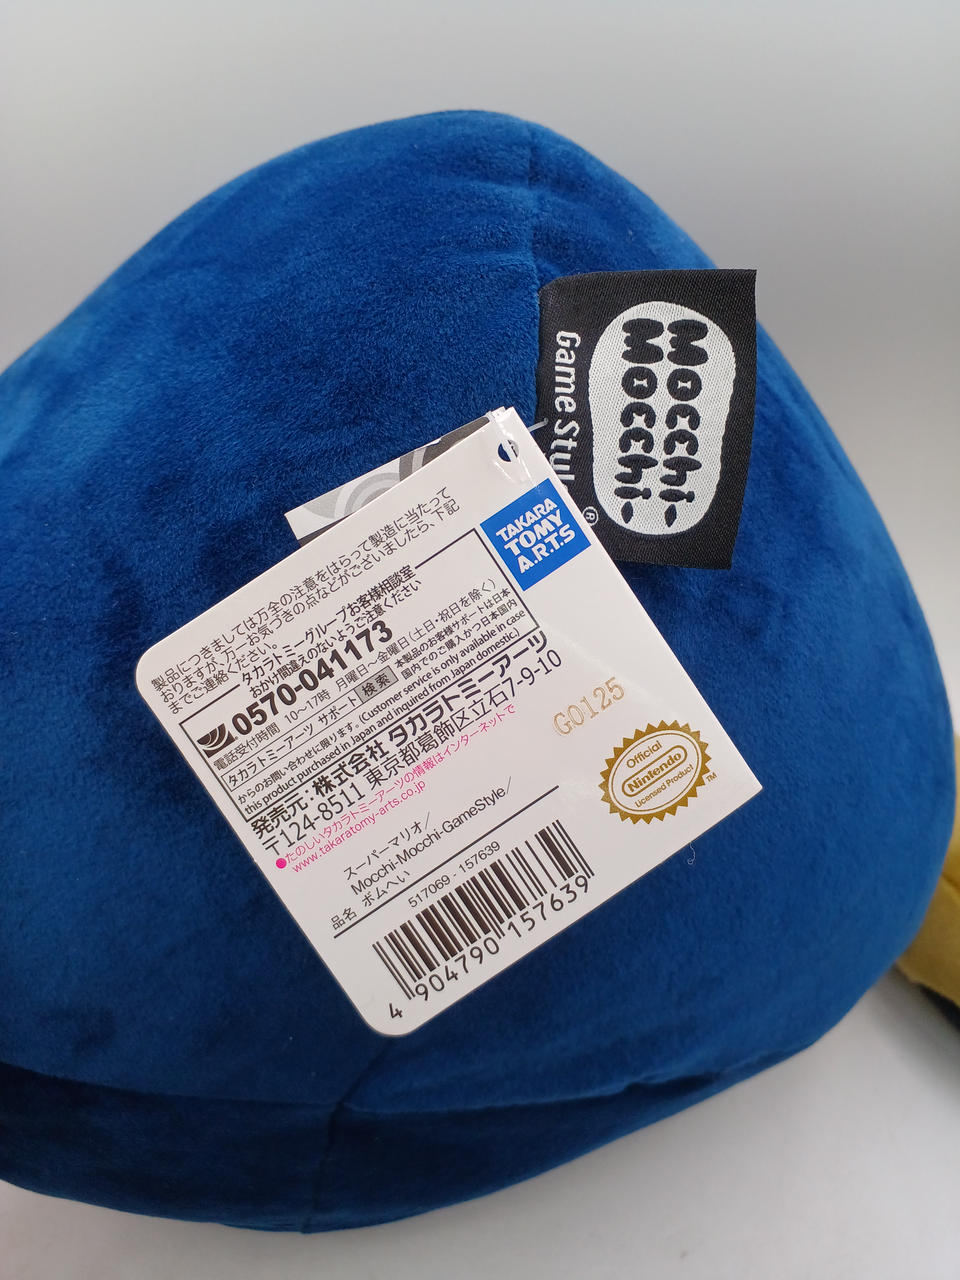 Mocchi-
Mocchi-
Game Styl
®
TAKARA
TOMY
A.R.T.S
製品につきましては万全の注意をはらって製造に当たって
おりますが、万一お気づきの点などがございましたら、下記
までご連絡ください。
タカラトミーグループお客様相談室
おかけ間違えのないようご注意ください
0570-041173
電話受付時間 10〜17時 月曜日〜金曜日(土日・祝日を除く)
タカラトミーアーツ サポート 検索
本製品のお客様サポートは日本
国内でのご購入かつ日本国内
からのお問い合わせに限ります。(Customer service is only available in case
this product purchased in Japan and inquired from Japan domestic.)
発売元:株式会社 タカラトミーアーツ
〒124-8511 東京都葛飾区立石7-9-10
●たのしいタカラトミーアーツの情報はインターネットで
www.takaratomy-arts.co.jp
G0125
Official
Nintendo
Licensed Product
TM
スーパーマリオ/
Mocchi-Mocchi-GameStyle/
品名 ボムへい
517069-157639
4 904790 157639